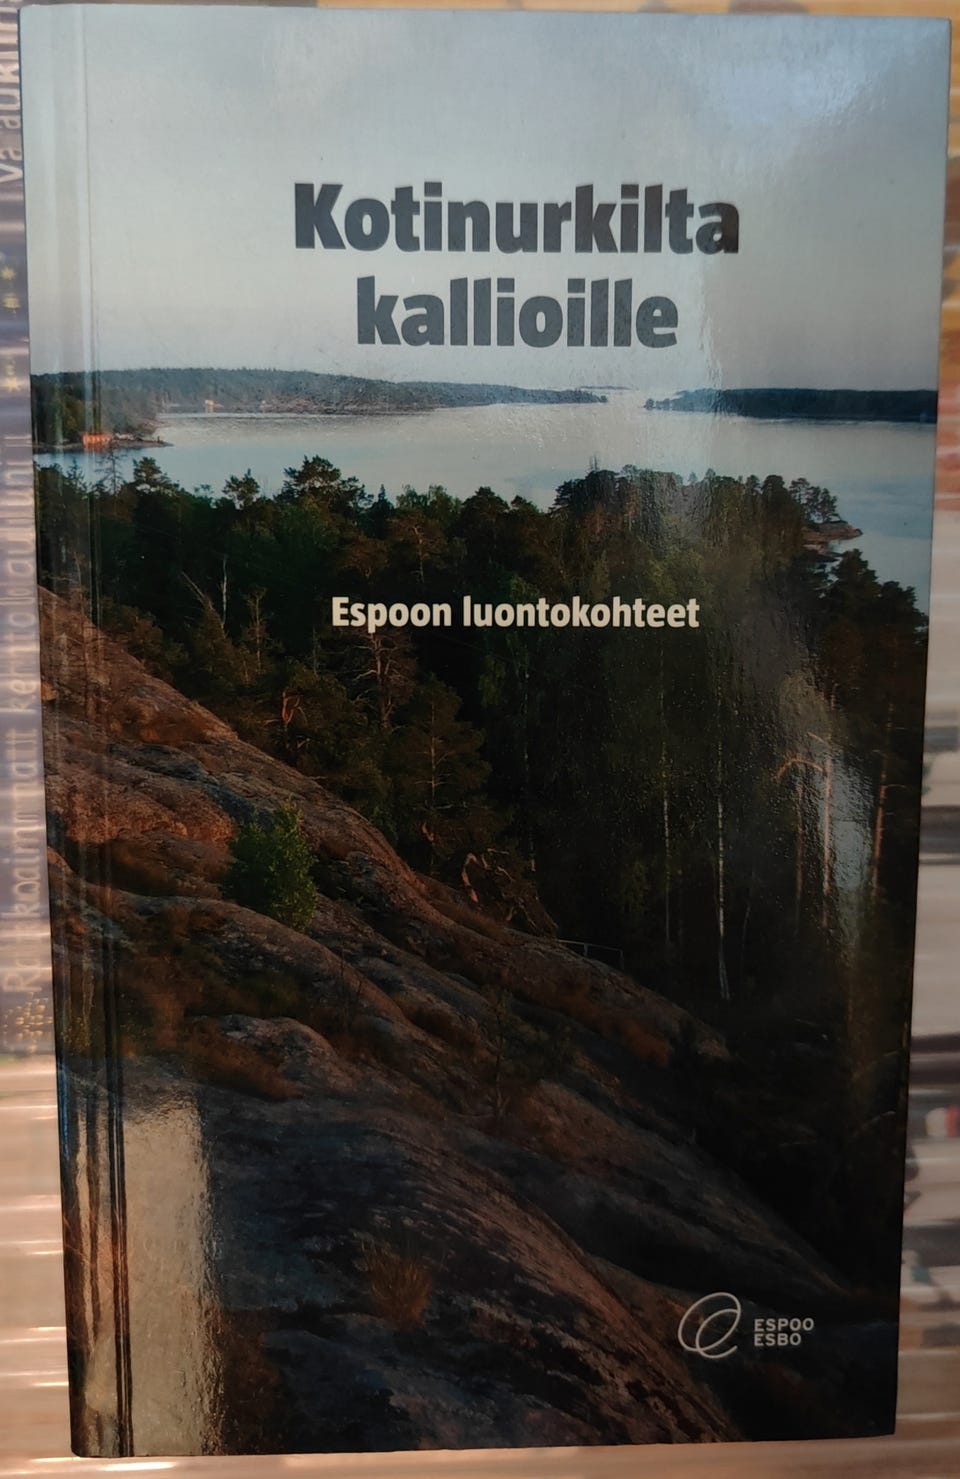 Kotinurkilta
kallioille
Espoon luontokohteet
ESPOO
ESBO